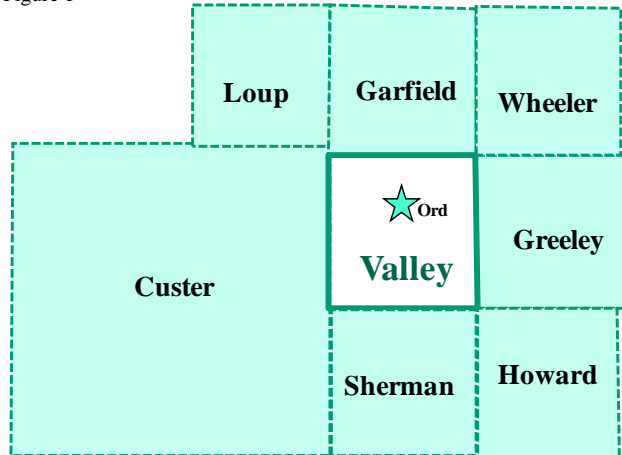 Loup
Garfield
Wheeler
Ord
Valley
Greeley
Custer
Sherman
Howard